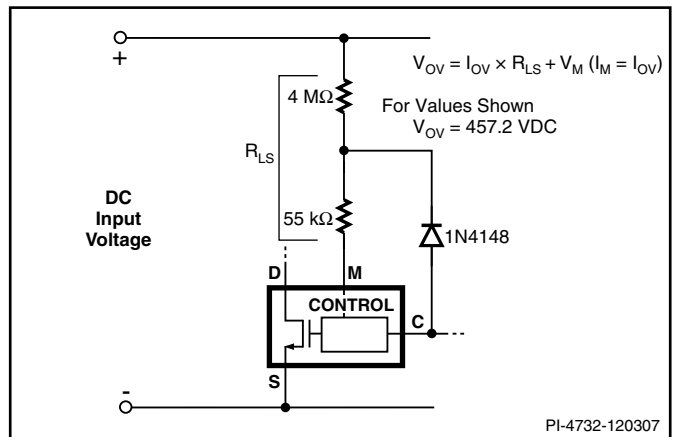 +
V_OV = I_OV × R_LS + V_M (I_M = I_OV)
4 MΩ
For Values Shown
V_OV = 457.2 VDC
R_LS
DC
Input
Voltage
55 kΩ
1N4148
D
M
CONTROL
C
S
-
PI-4732-120307